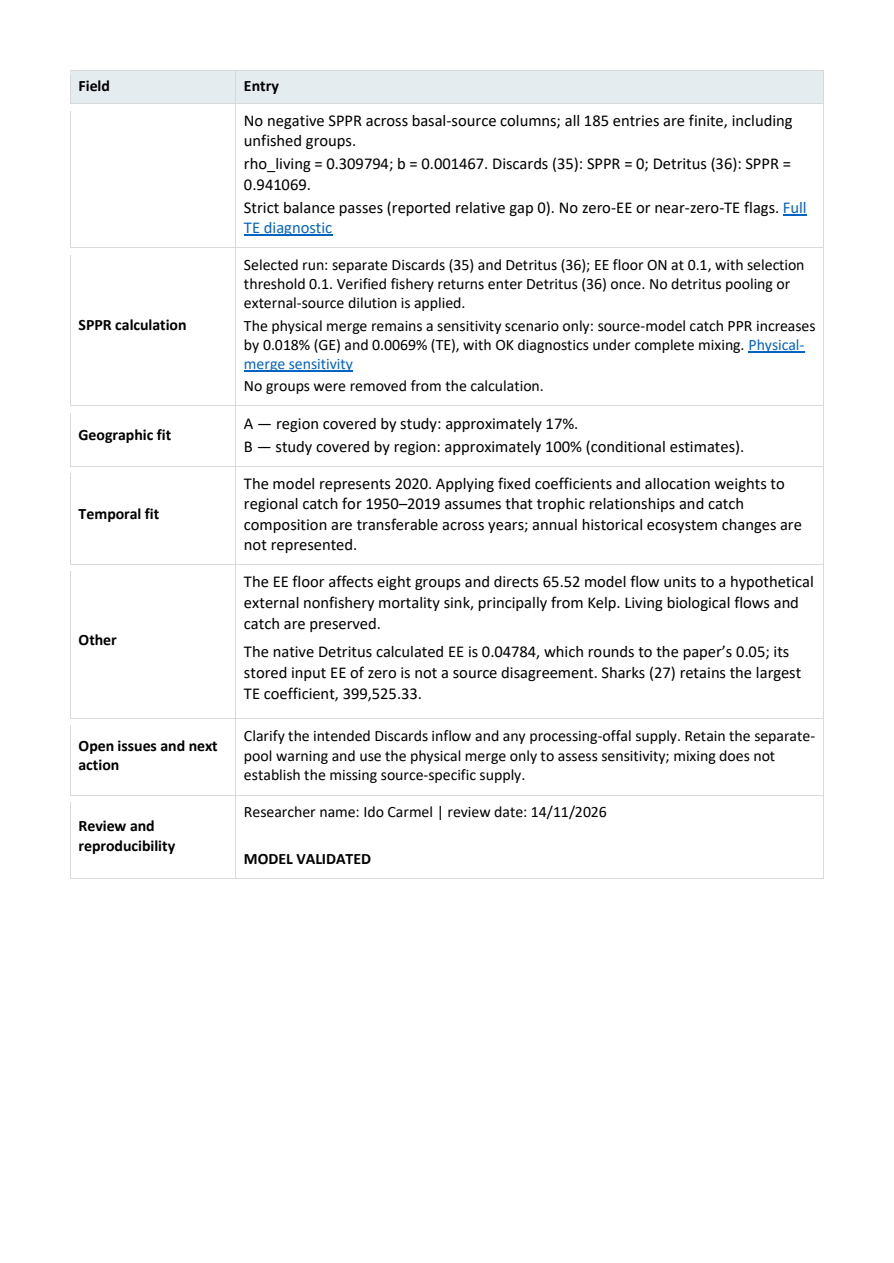 Field Entry
No negative SPPR across basal-source columns; all 185 entries are finite, including
unfished groups.
rho_living = 0.309794; b = 0.001467. Discards (35): SPPR = 0; Detritus (36): SPPR =
0.941069.
Strict balance passes (reported relative gap 0). No zero-EE or near-zero-TE flags. Full
TE diagnostic
SPPR calculation
Selected run: separate Discards (35) and Detritus (36); EE floor ON at 0.1, with selection
threshold 0.1. Verified fishery returns enter Detritus (36) once. No detritus pooling or
external-source dilution is applied.
The physical merge remains a sensitivity scenario only: source-model catch PPR increases
by 0.018% (GE) and 0.0069% (TE), with OK diagnostics under complete mixing. Physical-
merge sensitivity
No groups were removed from the calculation.
Geographic fit
A — region covered by study: approximately 17%.
B — study covered by region: approximately 100% (conditional estimates).
Temporal fit
The model represents 2020. Applying fixed coefficients and allocation weights to
regional catch for 1950–2019 assumes that trophic relationships and catch
composition are transferable across years; annual historical ecosystem changes are
not represented.
Other
The EE floor affects eight groups and directs 65.52 model flow units to a hypothetical
external nonfishery mortality sink, principally from Kelp. Living biological flows and
catch are preserved.
The native Detritus calculated EE is 0.04784, which rounds to the paper’s 0.05; its
stored input EE of zero is not a source disagreement. Sharks (27) retains the largest
TE coefficient, 399,525.33.
Open issues and next
action
Clarify the intended Discards inflow and any processing-offal supply. Retain the separate-
pool warning and use the physical merge only to assess sensitivity; mixing does not
establish the missing source-specific supply.
Review and
reproducibility
Researcher name: Ido Carmel | review date: 14/11/2026
MODEL VALIDATED